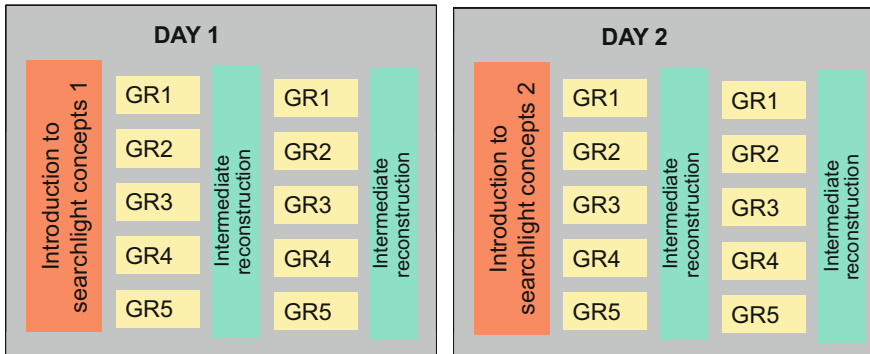 DAY 1
Introduction to
searchlight concepts 1
GR1
GR2
GR3
GR4
GR5
Intermediate
reconstruction
GR1
GR2
GR3
GR4
GR5
Intermediate
reconstruction
DAY 2
Introduction to
searchlight concepts 2
GR1
GR2
GR3
GR4
GR5
Intermediate
reconstruction
GR1
GR2
GR3
GR4
GR5
Intermediate
reconstruction